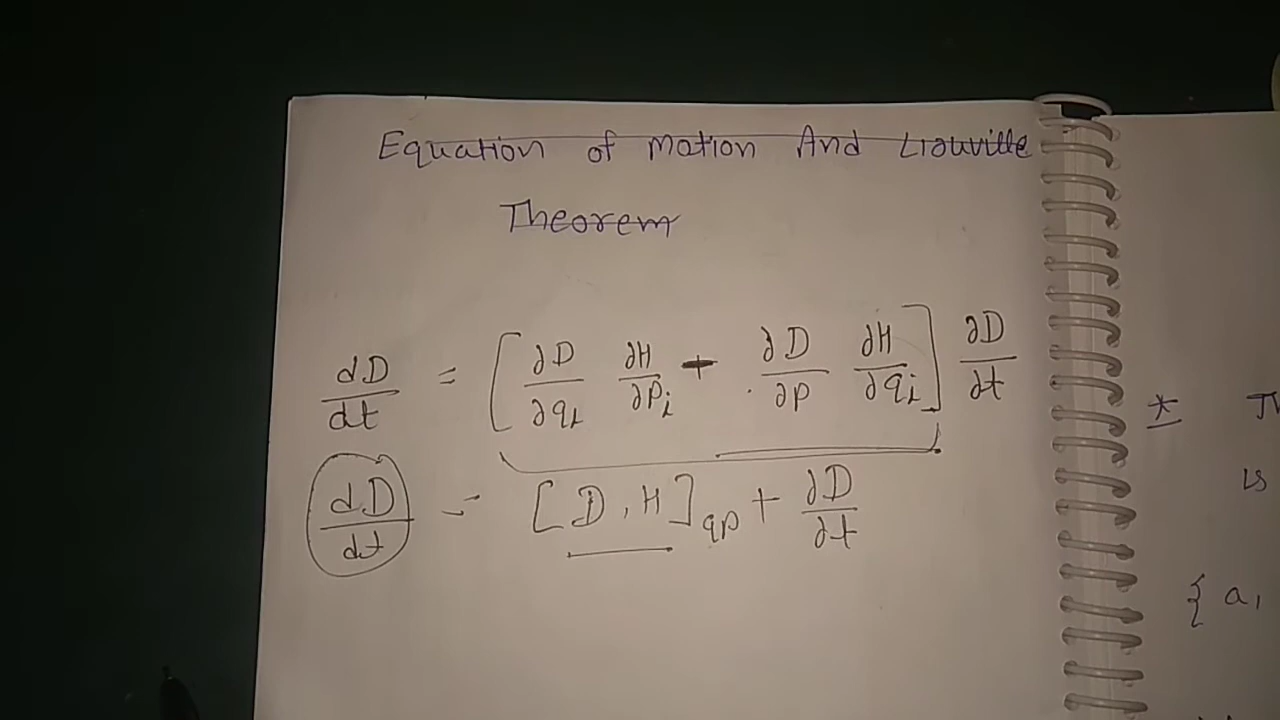 Equation of Motion And Liouville
Theorem
dD/dt = [ ∂D/∂qᵢ ∂H/∂pᵢ - ∂D/∂p ∂H/∂qᵢ ] ∂D/∂t
dD/dt = [D, H]qp + ∂D/∂t
*
is
{ a,